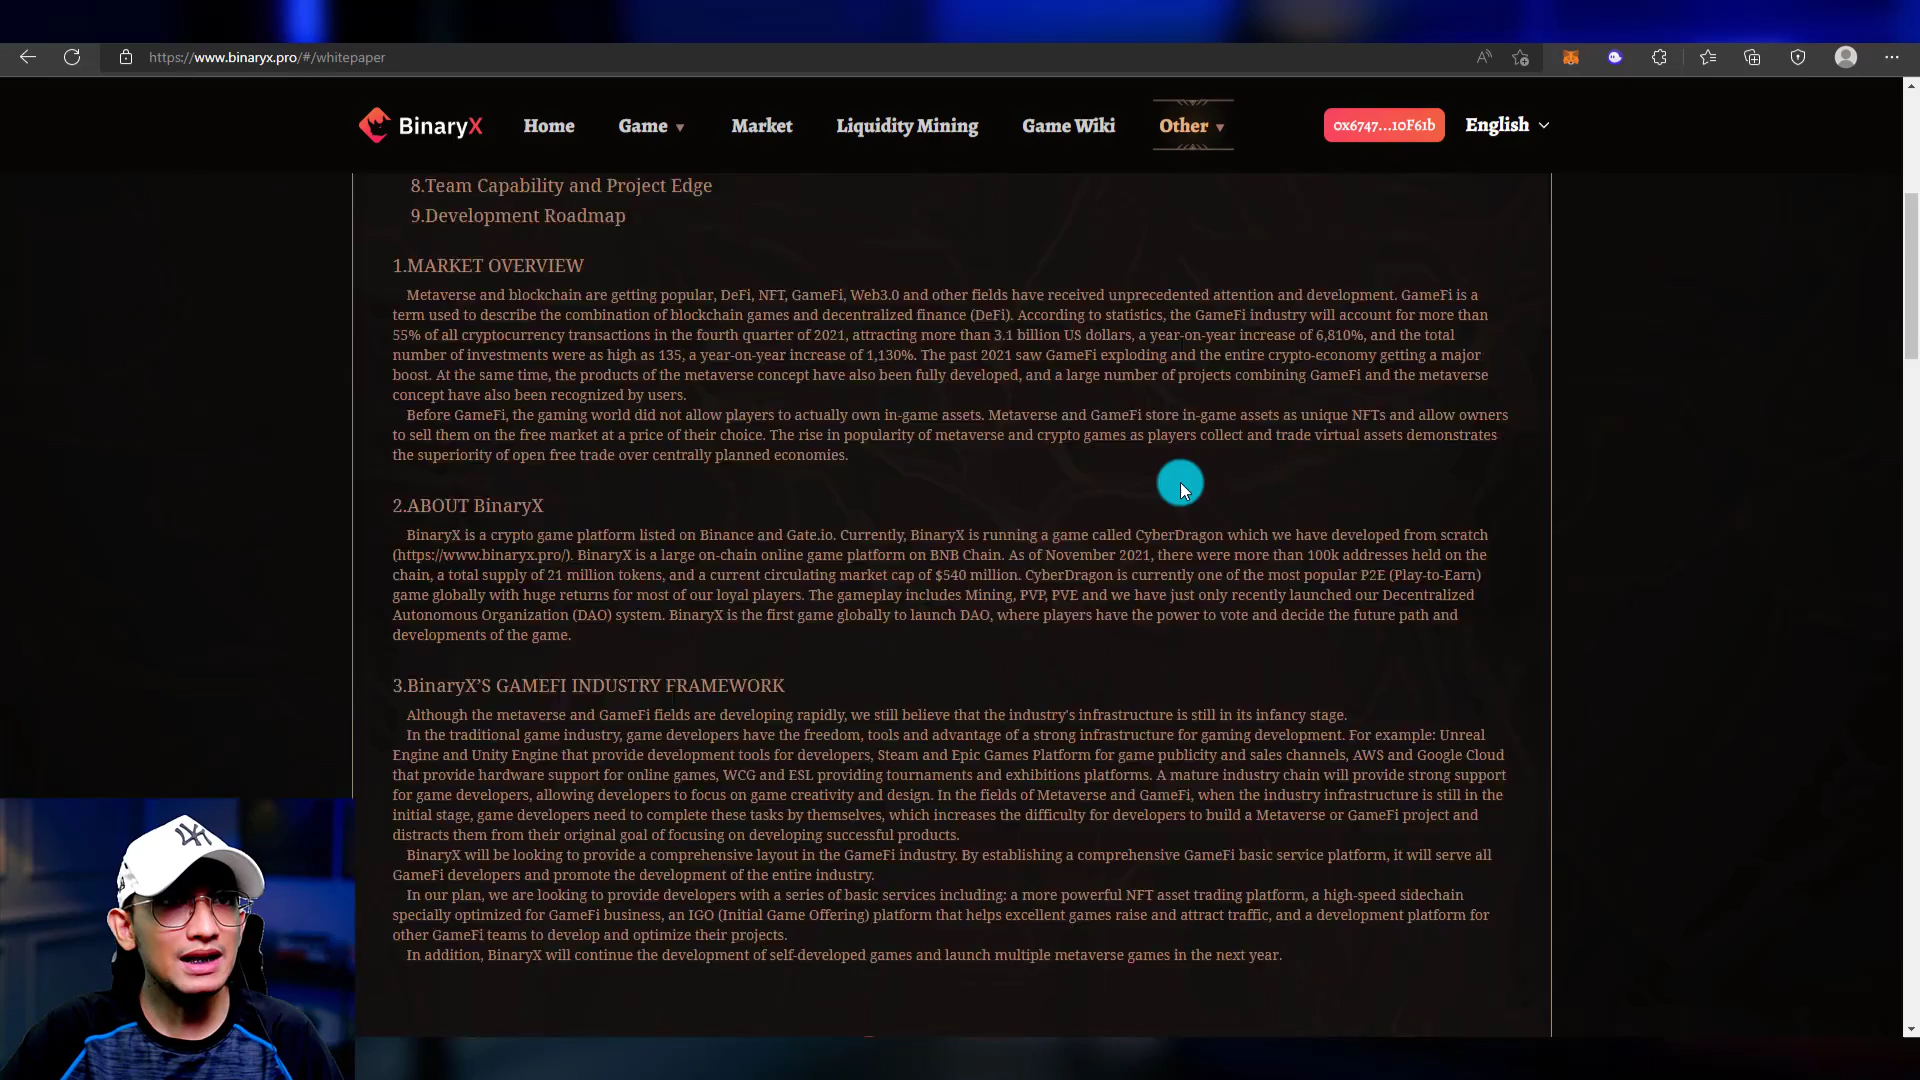 https://www.binaryx.pro/#/whitepaper
BinaryX Home Game Market Liquidity Mining Game Wiki Other 0x6747...10F61b English
8.Team Capability and Project Edge
9.Development Roadmap
1.MARKET OVERVIEW
Metaverse and blockchain are getting popular, DeFi, NFT, GameFi, Web3.0 and other fields have received unprecedented attention and development. GameFi is a
term used to describe the combination of blockchain games and decentralized finance (DeFi). According to statistics, the GameFi industry will account for more than
55% of all cryptocurrency transactions in the fourth quarter of 2021, attracting more than 3.1 billion US dollars, a year-on-year increase of 6,810%, and the total
number of investments were as high as 135, a year-on-year increase of 1,130%. The past 2021 saw GameFi exploding and the entire crypto-economy getting a major
boost. At the same time, the products of the metaverse concept have also been fully developed, and a large number of projects combining GameFi and the metaverse
concept have also been recognized by users.
Before GameFi, the gaming world did not allow players to actually own in-game assets. Metaverse and GameFi store in-game assets as unique NFTs and allow owners
to sell them on the free market at a price of their choice. The rise in popularity of metaverse and crypto games as players collect and trade virtual assets demonstrates
the superiority of open free trade over centrally planned economies.
2.ABOUT BinaryX
BinaryX is a crypto game platform listed on Binance and Gate.io. Currently, BinaryX is running a game called CyberDragon which we have developed from scratch
(https://www.binaryx.pro/). BinaryX is a large on-chain online game platform on BNB Chain. As of November 2021, there were more than 100k addresses held on the
chain, a total supply of 21 million tokens, and a current circulating market cap of $540 million. CyberDragon is currently one of the most popular P2E (Play-to-Earn)
game globally with huge returns for most of our loyal players. The gameplay includes Mining, PVP, PVE and we have just only recently launched our Decentralized
Autonomous Organization (DAO) system. BinaryX is the first game globally to launch DAO, where players have the power to vote and decide the future path and
developments of the game.
3.BinaryX’S GAMEFI INDUSTRY FRAMEWORK
Although the metaverse and GameFi fields are developing rapidly, we still believe that the industry's infrastructure is still in its infancy stage.
In the traditional game industry, game developers have the freedom, tools and advantage of a strong infrastructure for gaming development. For example: Unreal
Engine and Unity Engine that provide development tools for developers, Steam and Epic Games Platform for game publicity and sales channels, AWS and Google Cloud
that provide hardware support for online games, WCG and ESL providing tournaments and exhibitions platforms. A mature industry chain will provide strong support
for game developers, allowing developers to focus on game creativity and design. In the fields of Metaverse and GameFi, when the industry infrastructure is still in the
initial stage, game developers need to complete these tasks by themselves, which increases the difficulty for developers to build a Metaverse or GameFi project and
distracts them from their original goal of focusing on developing successful products.
BinaryX will be looking to provide a comprehensive layout in the GameFi industry. By establishing a comprehensive GameFi basic service platform, it will serve all
GameFi developers and promote the development of the entire industry.
In our plan, we are looking to provide developers with a series of basic services including: a more powerful NFT asset trading platform, a high-speed sidechain
specially optimized for GameFi business, an IGO (Initial Game Offering) platform that helps excellent games raise and attract traffic, and a development platform for
other GameFi teams to develop and optimize their projects.
In addition, BinaryX will continue the development of self-developed games and launch multiple metaverse games in the next year.